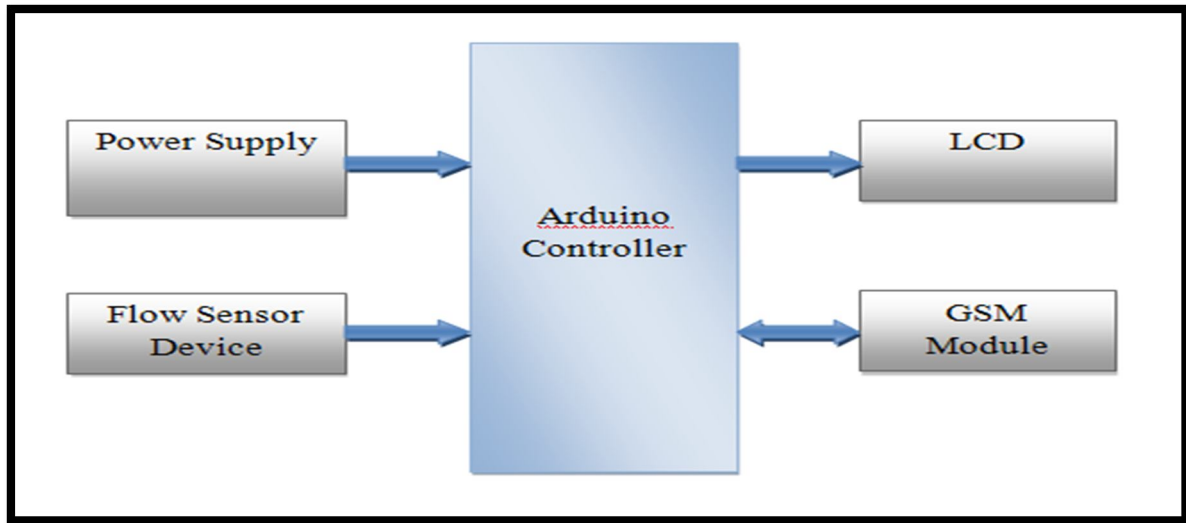 Power Supply
Flow Sensor
Device
Arduino
Controller
LCD
GSM
Module